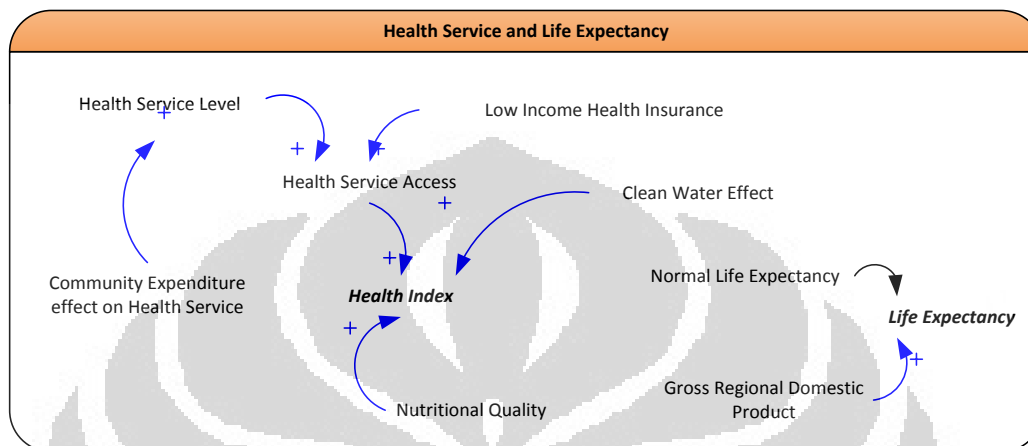 Health Service and Life Expectancy
Health Service Level
+
Low Income Health Insurance
+
+
Health Service Access
Clean Water Effect
+
+
Community Expenditure
effect on Health Service
Normal Life Expectancy
Health Index
Life Expectancy
+
+
Gross Regional Domestic
Product
Nutritional Quality